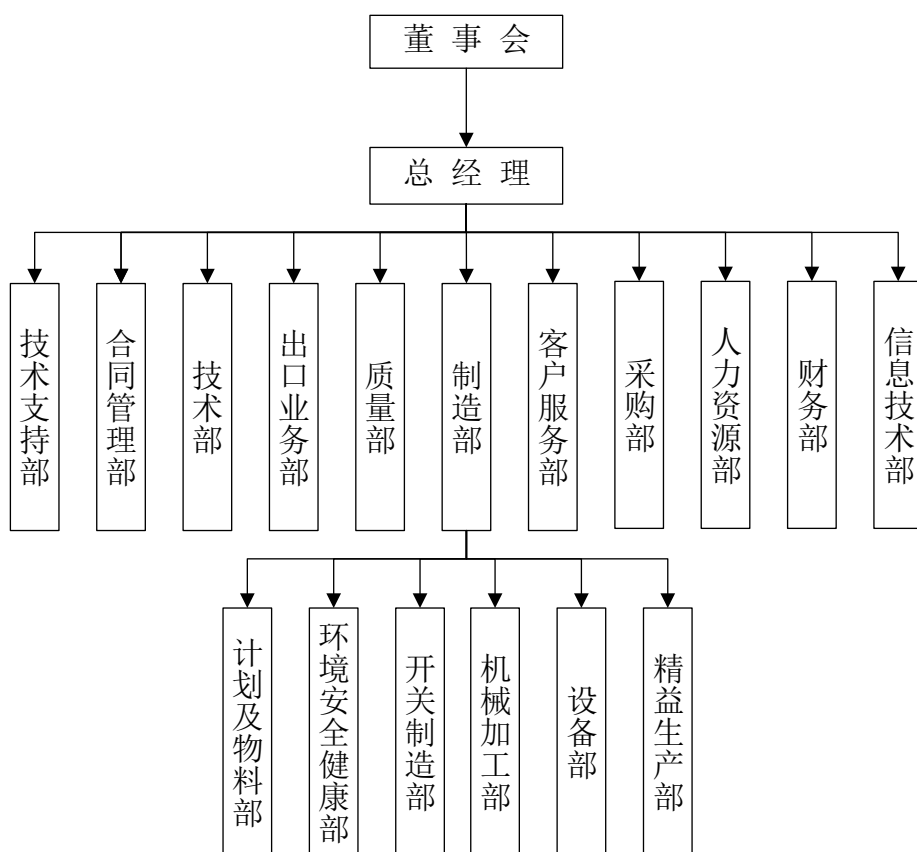 董事会
总经理
技术支持部
合同管理部
技术部
出口业务部
质量部
制造部
客户服务部
采购部
人力资源部
财务部
信息技术部
计划及物料部
环境安全健康部
开关制造部
机械加工部
设备部
精益生产部